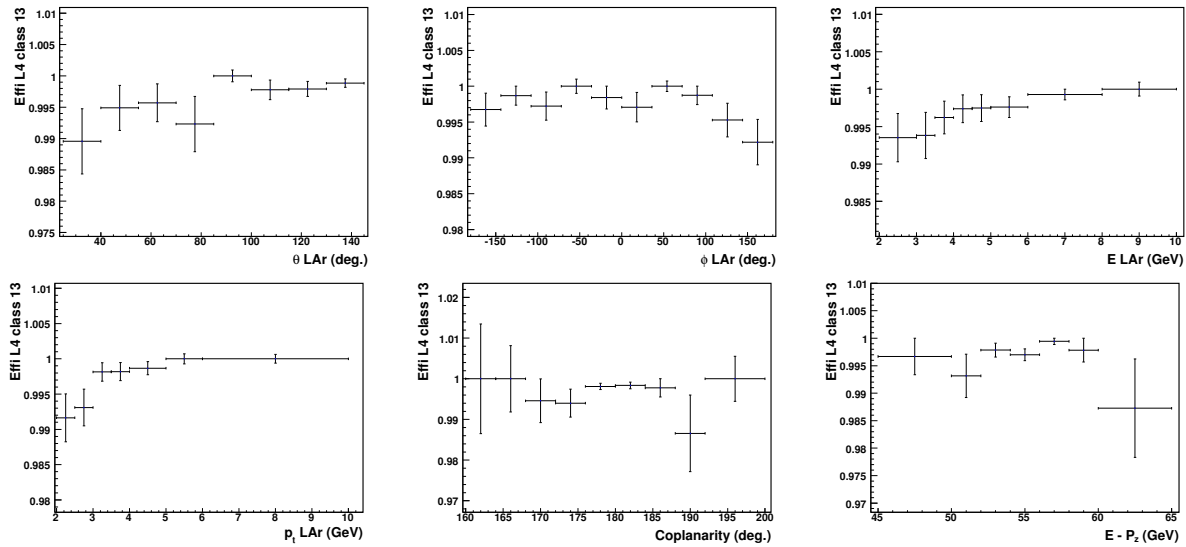 Effi L4 class 13
1.01
1.005
1
0.995
0.99
0.985
0.98
0.975
40 60 80 100 120 140
θ LAr (deg.)
Effi L4 class 13
1.01
1.005
1
0.995
0.99
0.985
0.98
-150 -100 -50 0 50 100 150
ϕ LAr (deg.)
Effi L4 class 13
1.01
1.005
1
0.995
0.99
0.985
2 3 4 5 6 7 8 9 10
E LAr (GeV)
Effi L4 class 13
1.01
1.005
1
0.995
0.99
0.985
0.98
2 3 4 5 6 7 8 9 10
p_t LAr (GeV)
Effi L4 class 13
1.02
1.01
1
0.99
0.98
0.97
160 165 170 175 180 185 190 195 200
Coplanarity (deg.)
Effi L4 class 13
1.01
1.005
1
0.995
0.99
0.985
0.98
0.975
0.97
45 50 55 60 65
E - P_z (GeV)